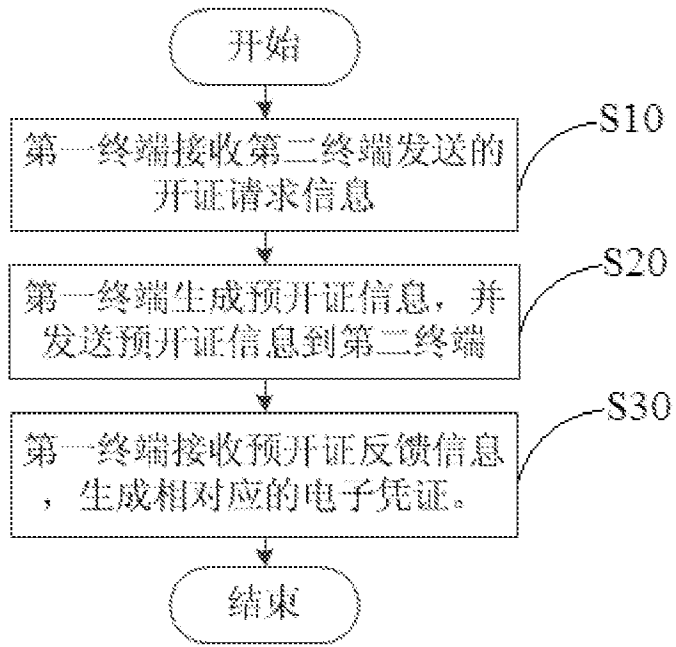 开始
S10
第一终端接收第二终端发送的
开证请求信息
S20
第一终端生成预开证信息，并
发送预开证信息到第二终端
S30
第一终端接收预开证反馈信息
，生成相对应的电子凭证。
结束